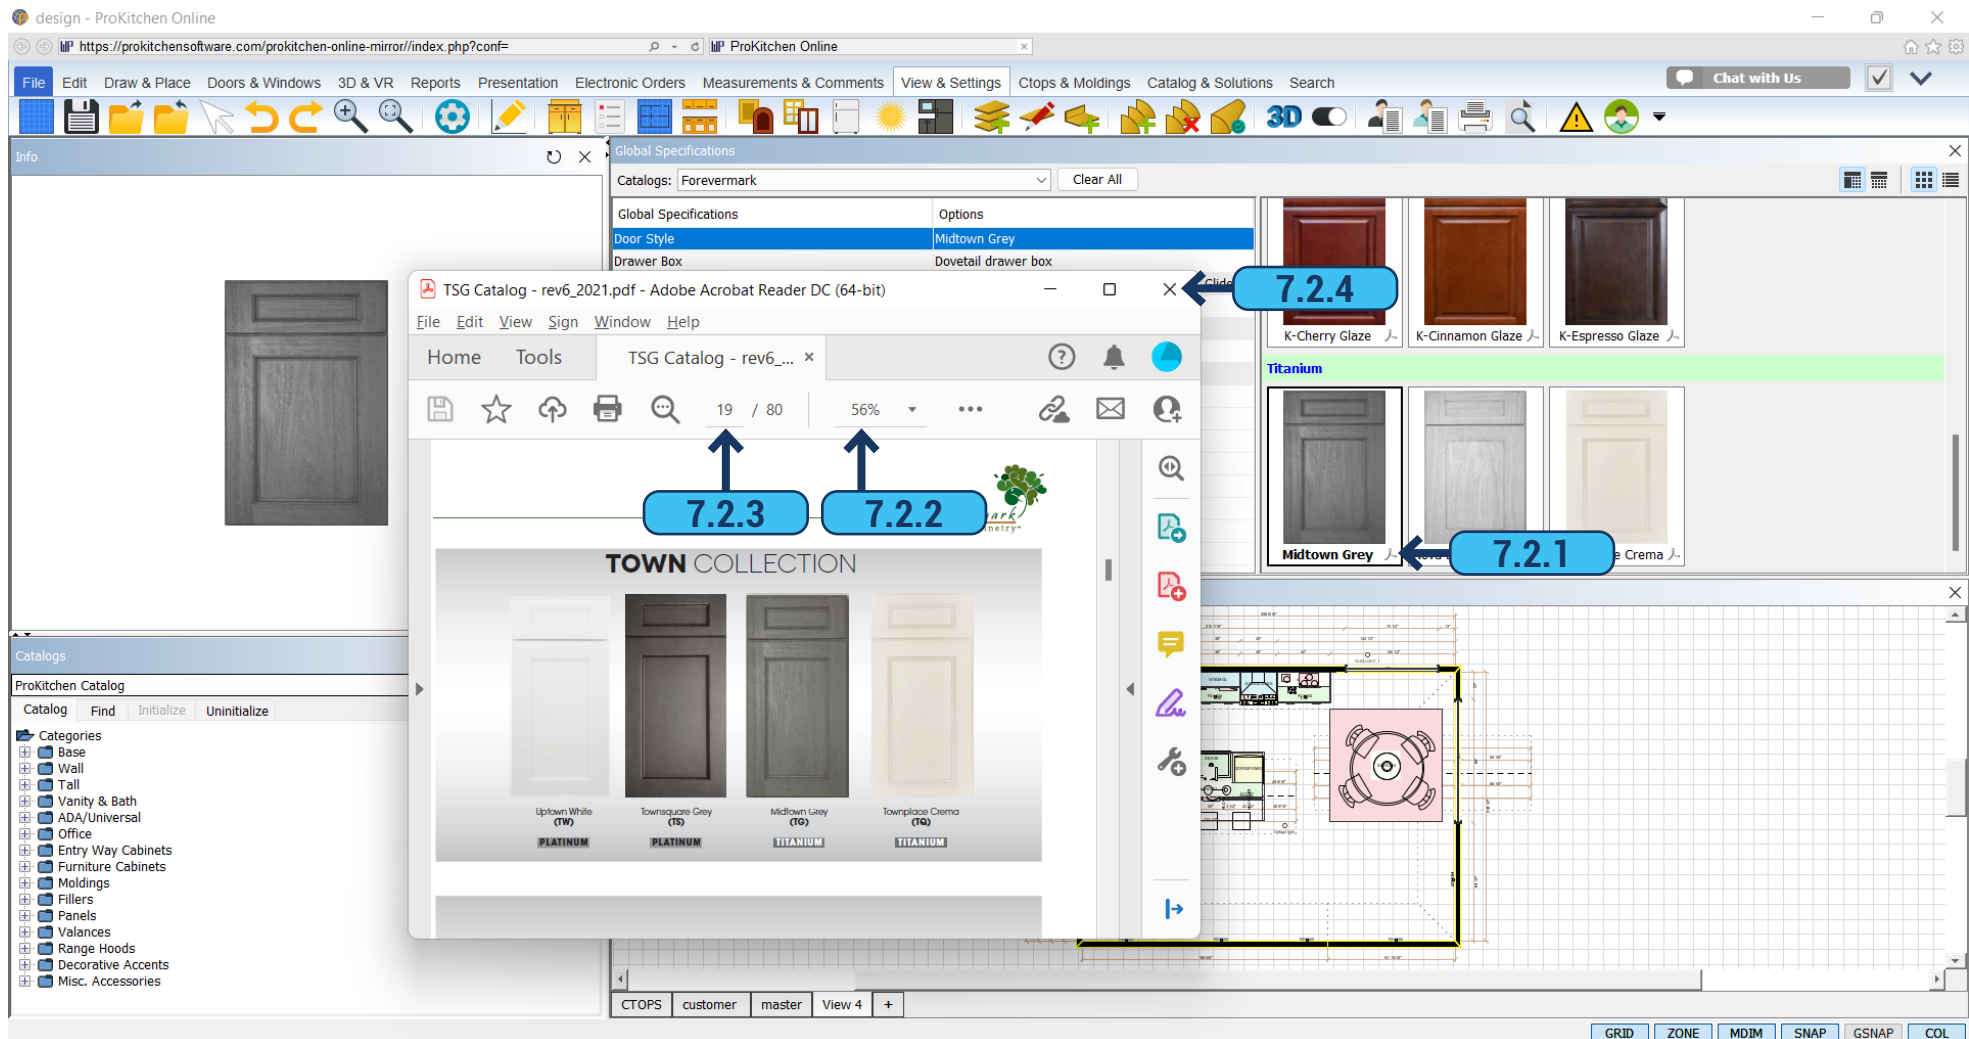 design - ProKitchen Online
https://prokitchensoftware.com/prokitchen-online-mirror//index.php?conf=
ProKitchen Online
File Edit Draw & Place Doors & Windows 3D & VR Reports Presentation Electronic Orders Measurements & Comments View & Settings Ctops & Moldings Catalog & Solutions Search
Chat with Us
3D
Info
Global Specifications
Catalogs: Forevermark Clear All
Global Specifications Options
Door Style Midtown Grey
Drawer Box Dovetail drawer box
7.2.4
K-Cherry Glaze K-Cinnamon Glaze K-Espresso Glaze
Titanium
Midtown Grey
7.2.1
Crema
TSG Catalog - rev6_2021.pdf - Adobe Acrobat Reader DC (64-bit)
File Edit View Sign Window Help
Home Tools TSG Catalog - rev6_... ×
19 / 80 56%
7.2.3 7.2.2
TOWN COLLECTION
Uptown White Townsquare Grey Midtown Grey Townplace Crema
(TW) (TS) (TG) (TQ)
PLATINUM PLATINUM TITANIUM TITANIUM
Catalogs
ProKitchen Catalog
Catalog Find Initialize Uninitialize
Categories
Base
Wall
Tall
Vanity & Bath
ADA/Universal
Office
Entry Way Cabinets
Furniture Cabinets
Moldings
Fillers
Panels
Valances
Range Hoods
Decorative Accents
Misc. Accessories
CTOPS customer master View 4 +
GRID ZONE MDIM SNAP GSNAP COL